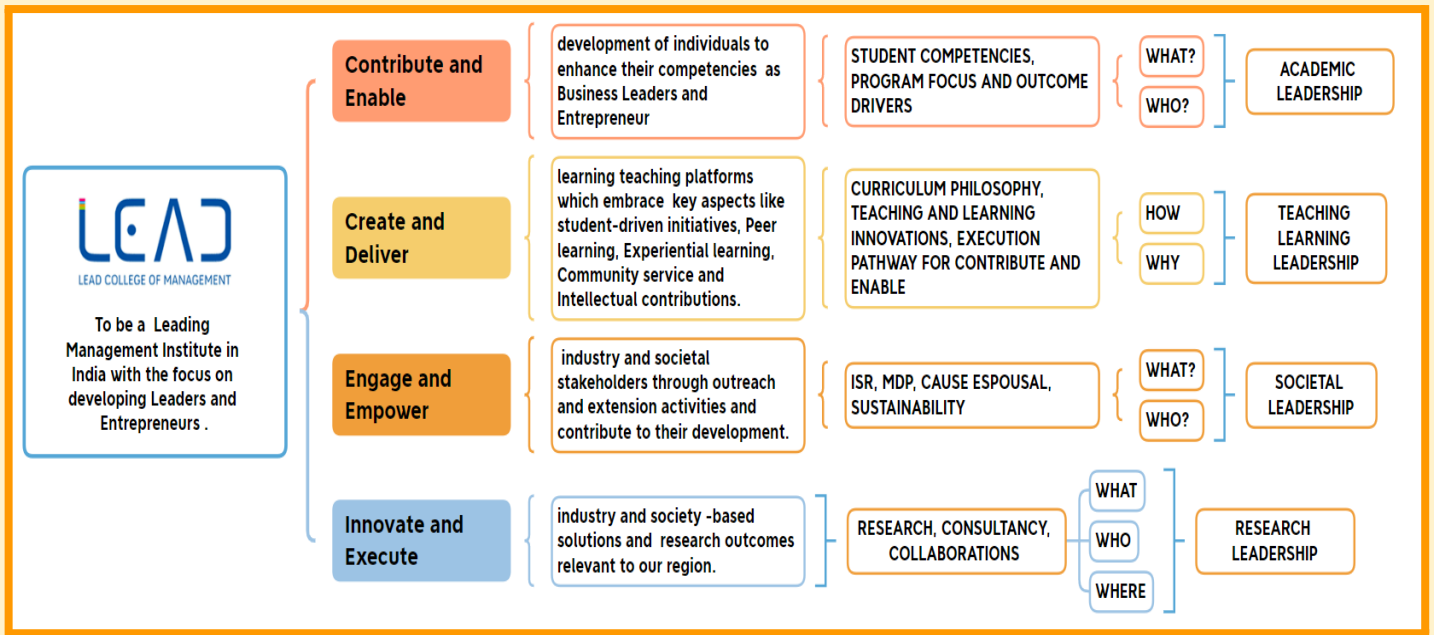 LEAD
LEAD COLLEGE OF MANAGEMENT
To be a Leading
Management Institute in
India with the focus on
developing Leaders and
Entrepreneurs .
Contribute and
Enable
development of individuals to
enhance their competencies as
Business Leaders and
Entrepreneur
STUDENT COMPETENCIES,
PROGRAM FOCUS AND OUTCOME
DRIVERS
WHAT?
WHO?
ACADEMIC
LEADERSHIP
Create and
Deliver
learning teaching platforms
which embrace key aspects like
student-driven initiatives, Peer
learning, Experiential learning,
Community service and
Intellectual contributions.
CURRICULUM PHILOSOPHY,
TEACHING AND LEARNING
INNOVATIONS, EXECUTION
PATHWAY FOR CONTRIBUTE AND
ENABLE
HOW
WHY
TEACHING
LEARNING
LEADERSHIP
Engage and
Empower
industry and societal
stakeholders through outreach
and extension activities and
contribute to their development.
ISR, MDP, CAUSE ESPOUSAL,
SUSTAINABILITY
WHAT?
WHO?
SOCIETAL
LEADERSHIP
Innovate and
Execute
industry and society -based
solutions and research outcomes
relevant to our region.
RESEARCH, CONSULTANCY,
COLLABORATIONS
WHAT
WHO
WHERE
RESEARCH
LEADERSHIP